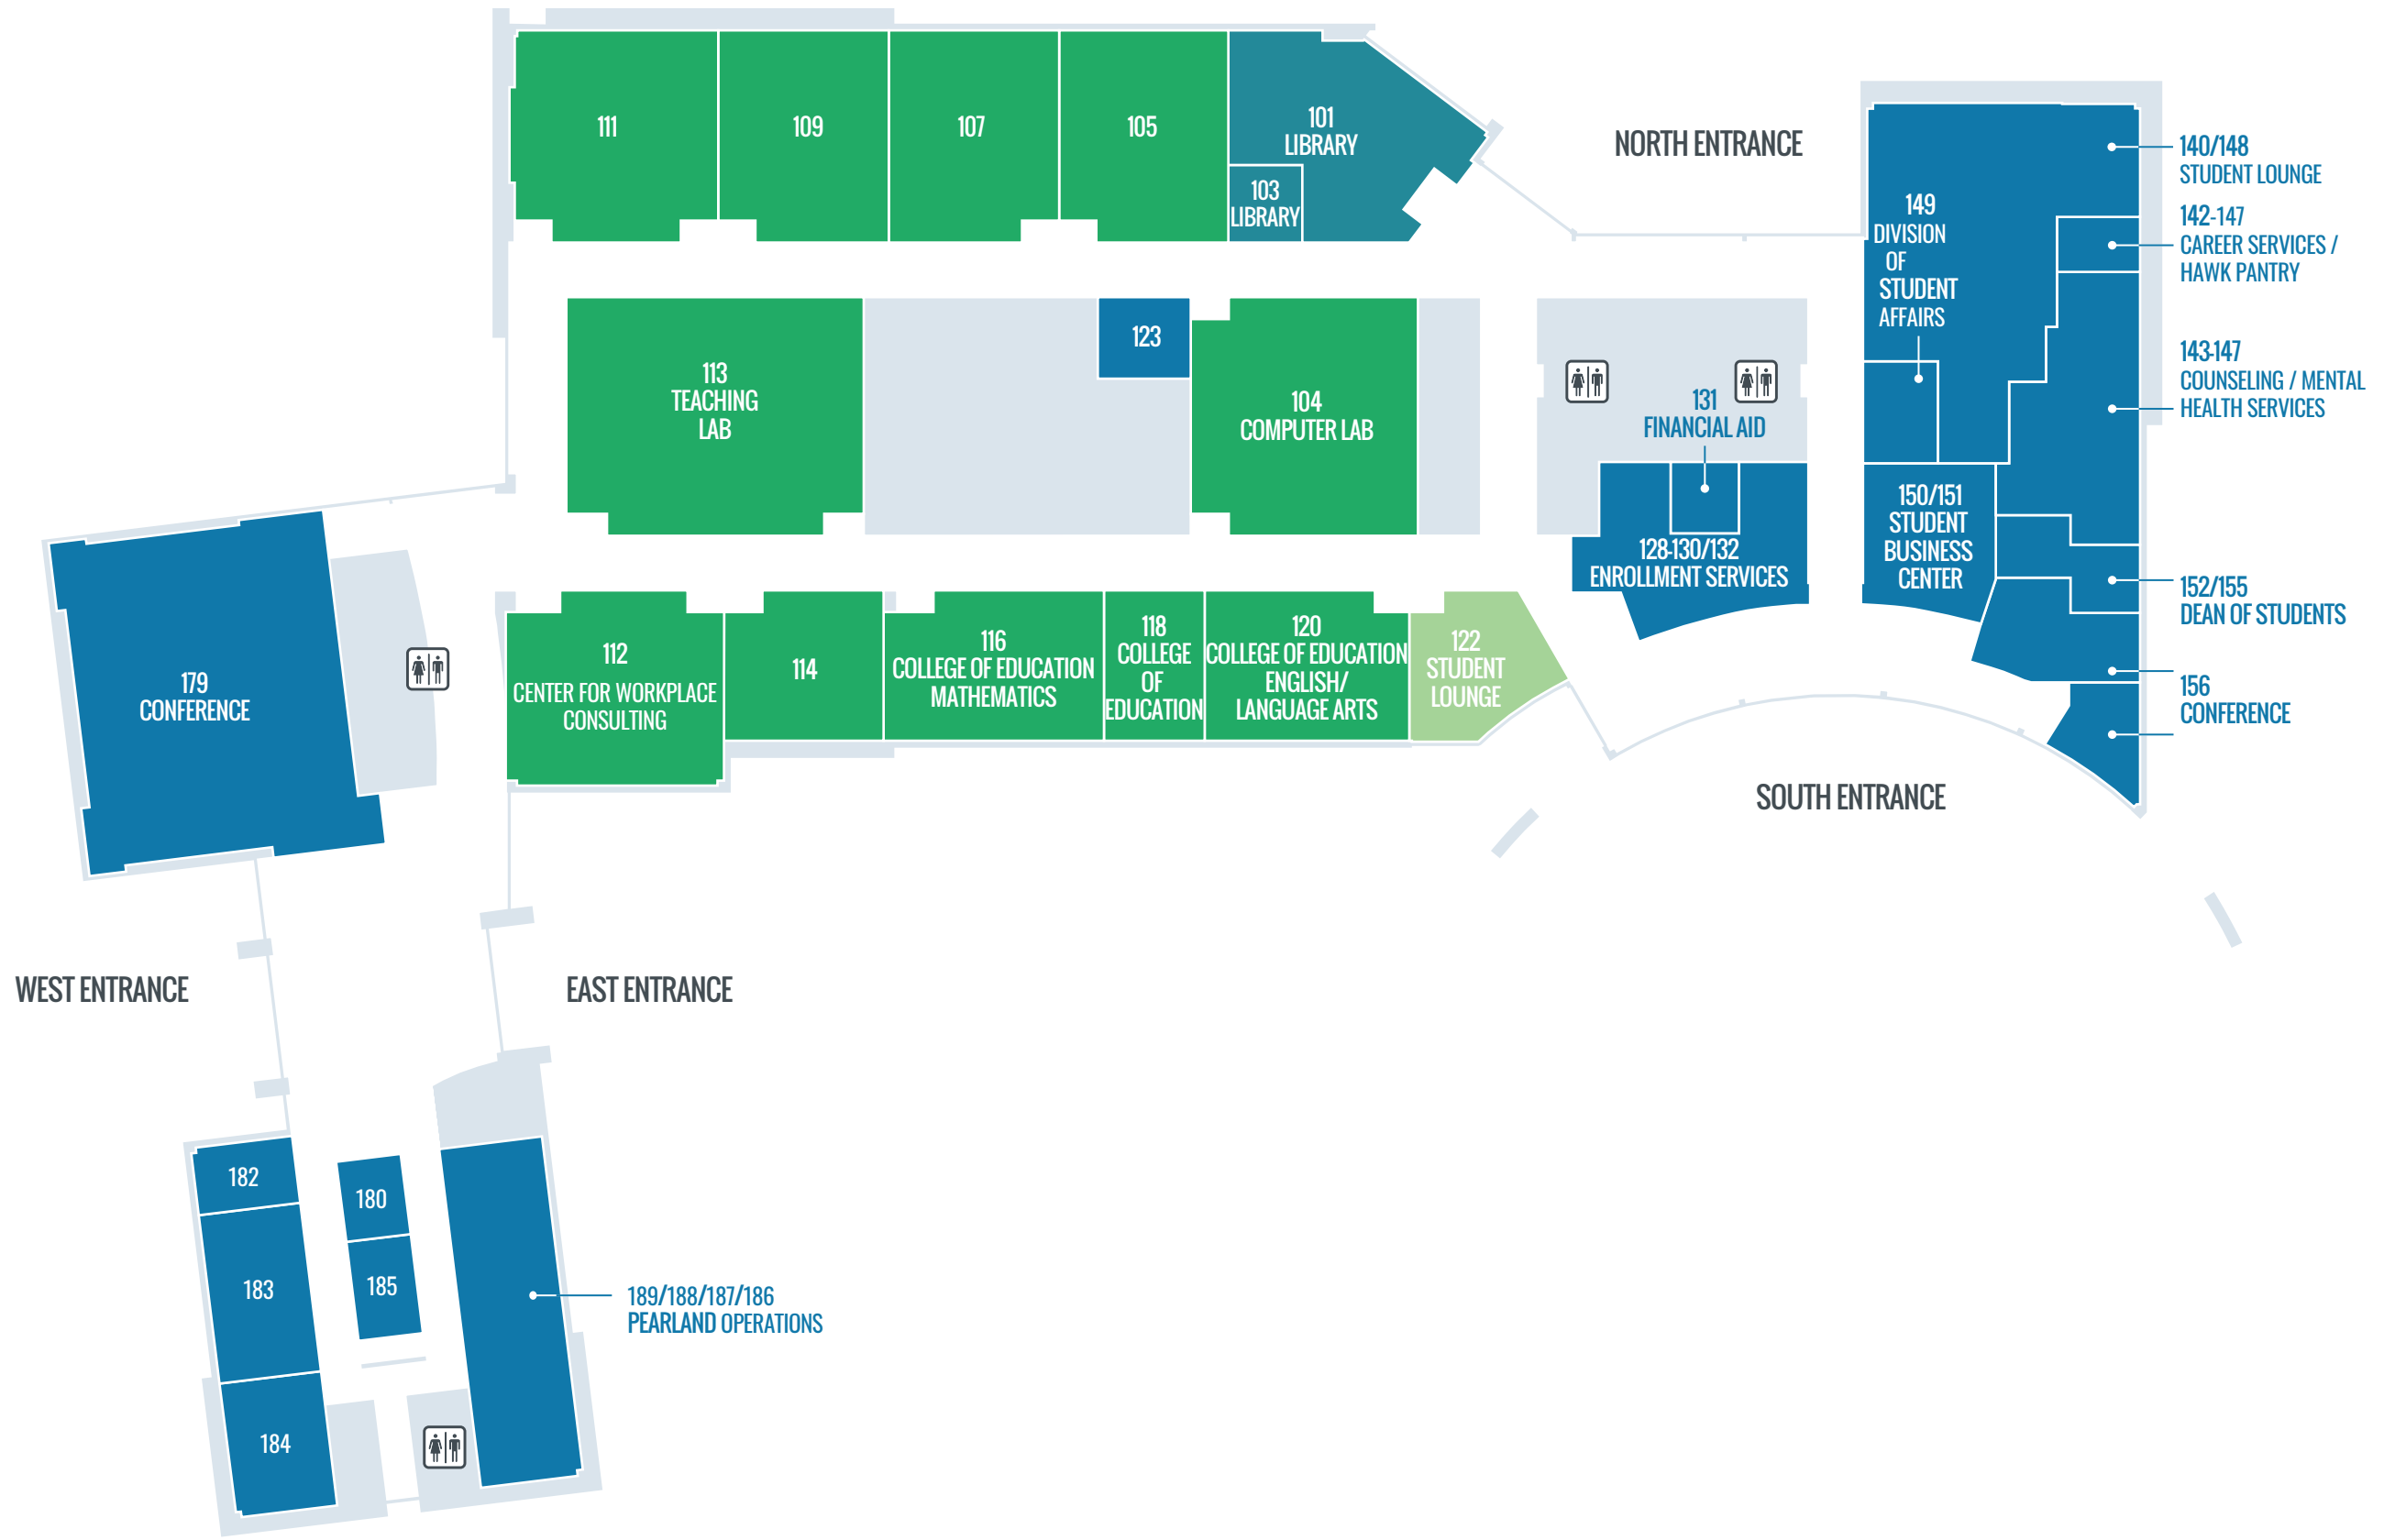 111
109
107
105
101
LIBRARY
103
LIBRARY
NORTH ENTRANCE
149
DIVISION
OF
STUDENT
AFFAIRS
140/148
STUDENT LOUNGE
142-147
CAREER SERVICES /
HAWK PANTRY
143-147
COUNSELING / MENTAL
HEALTH SERVICES
113
TEACHING
LAB
123
104
COMPUTER LAB
131
FINANCIAL AID
128-130/132
ENROLLMENT SERVICES
150/151
STUDENT
BUSINESS
CENTER
152/155
DEAN OF STUDENTS
156
CONFERENCE
179
CONFERENCE
112
CENTER FOR WORKPLACE
CONSULTING
114
116
COLLEGE OF EDUCATION
MATHEMATICS
118
COLLEGE
OF
EDUCATION
120
COLLEGE OF EDUCATION
ENGLISH/
LANGUAGE ARTS
122
STUDENT
LOUNGE
SOUTH ENTRANCE
WEST ENTRANCE
EAST ENTRANCE
182
180
183
185
184
189/188/187/186
PEARLAND OPERATIONS